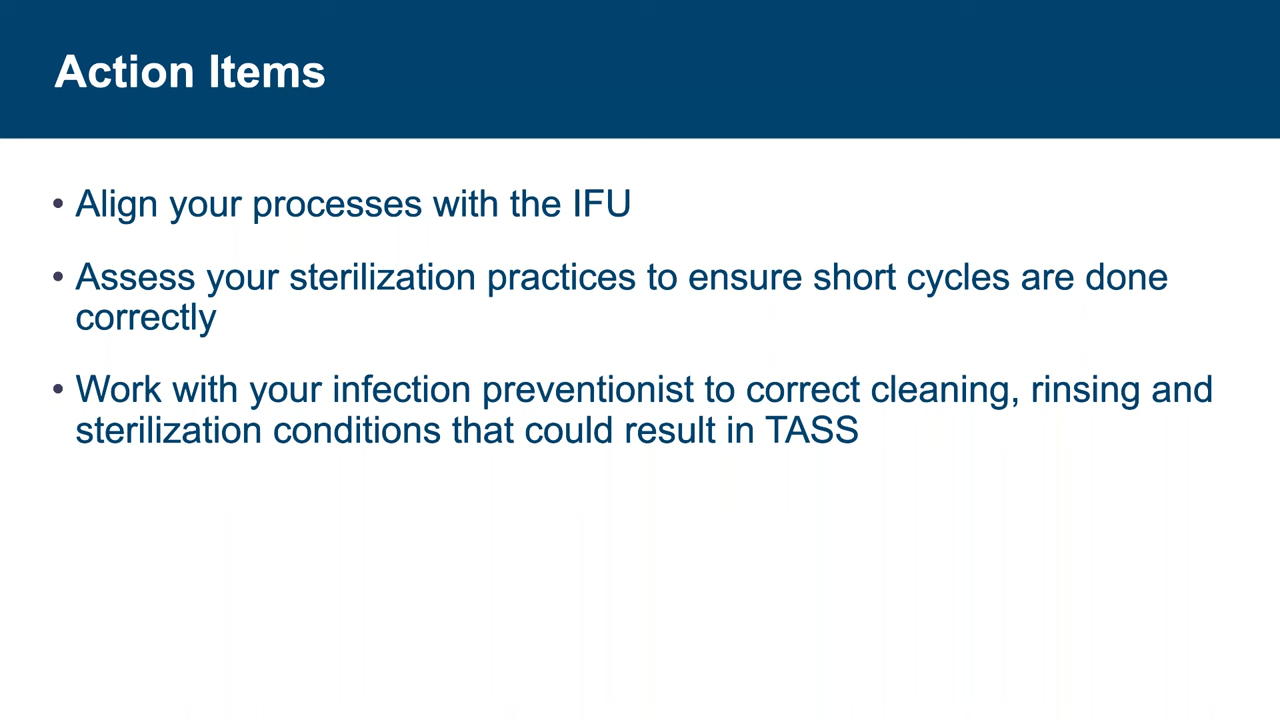 Action Items
• Align your processes with the IFU
• Assess your sterilization practices to ensure short cycles are done
correctly
• Work with your infection preventionist to correct cleaning, rinsing and
sterilization conditions that could result in TASS